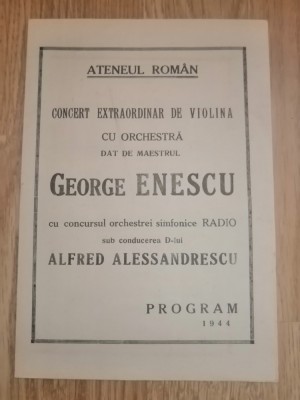 ATENEUL ROMÂN
CONCERT EXTRAORDINAR DE VIOLINA
CU ORCHESTRĂ
DAT DE MAESTRUL
GEORGE ENESCU
cu concursul orchestrei simfonice RADIO
sub conducerea D-lui
ALFRED ALESSANDRESCU
PROGRAM
1944